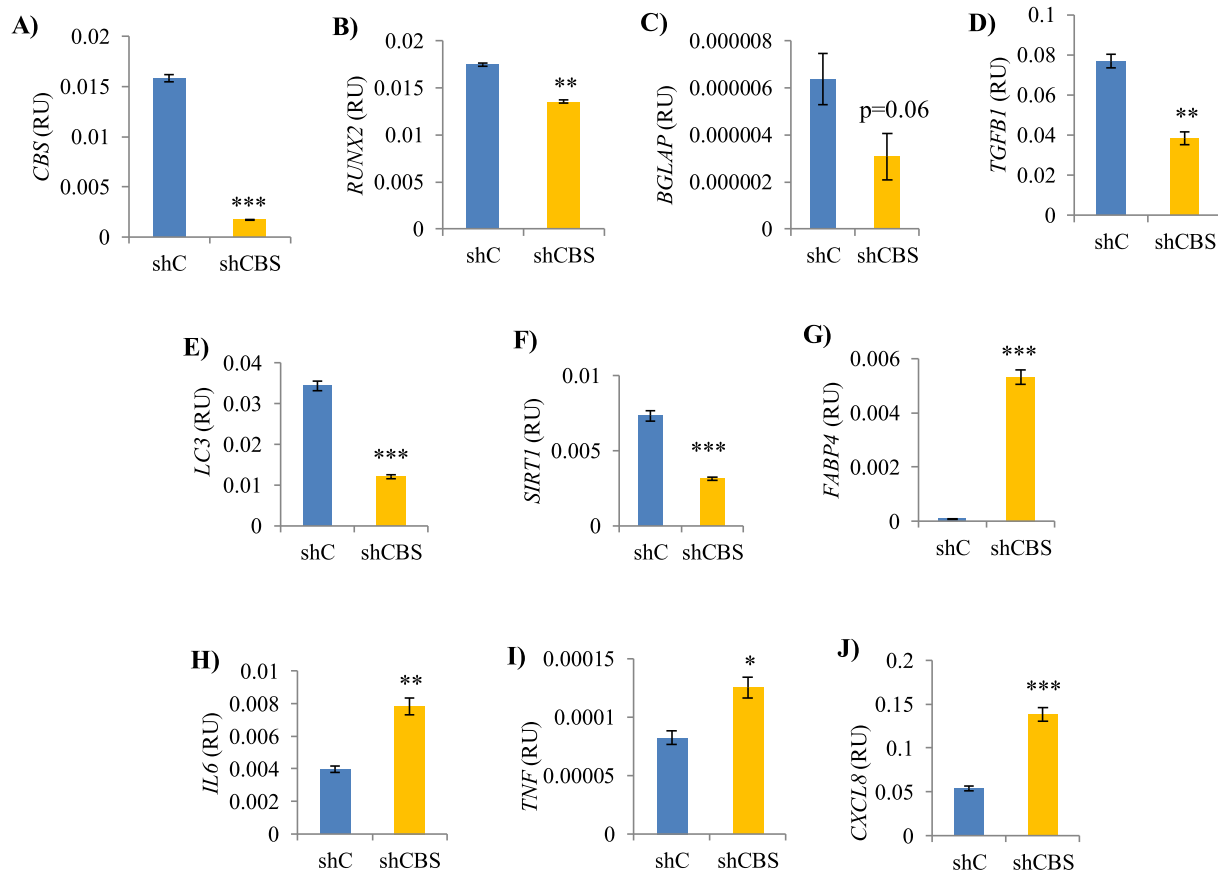 A)
CBS (RU)
0.02
0.015
0.01
0.005
0
***
shC shCBS
B)
RUNX2 (RU)
0.02
0.015
0.01
0.005
0
**
shC shCBS
C)
BGLAP (RU)
0.000008
0.000006
0.000004
0.000002
0
p=0.06
shC shCBS
D)
TGFB1 (RU)
0.1
0.08
0.06
0.04
0.02
0
**
shC shCBS
E)
LC3 (RU)
0.04
0.03
0.02
0.01
0
***
shC shCBS
F)
SIRT1 (RU)
0.01
0.005
0
***
shC shCBS
G)
FABP4 (RU)
0.006
0.004
0.002
0
***
shC shCBS
H)
IL6 (RU)
0.01
0.008
0.006
0.004
0.002
0
**
shC shCBS
I)
TNF (RU)
0.00015
0.0001
0.00005
0
*
shC shCBS
J)
CXCL8 (RU)
0.2
0.15
0.1
0.05
0
***
shC shCBS